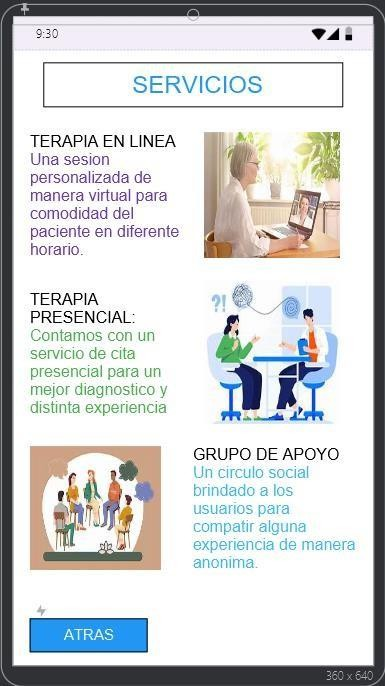 9:30
SERVICIOS
TERAPIA EN LINEA
Una sesion
personalizada de
manera virtual para
comodidad del
paciente en diferente
horario.
?!
TERAPIA
PRESENCIAL:
Contamos con un
servicio de cita
presencial para un
mejor diagnostico y
distinta experiencia
GRUPO DE APOYO
Un circulo social
brindado a los
usuarios para
compatir alguna
experiencia de manera
anonima.
ATRAS
360 x 640